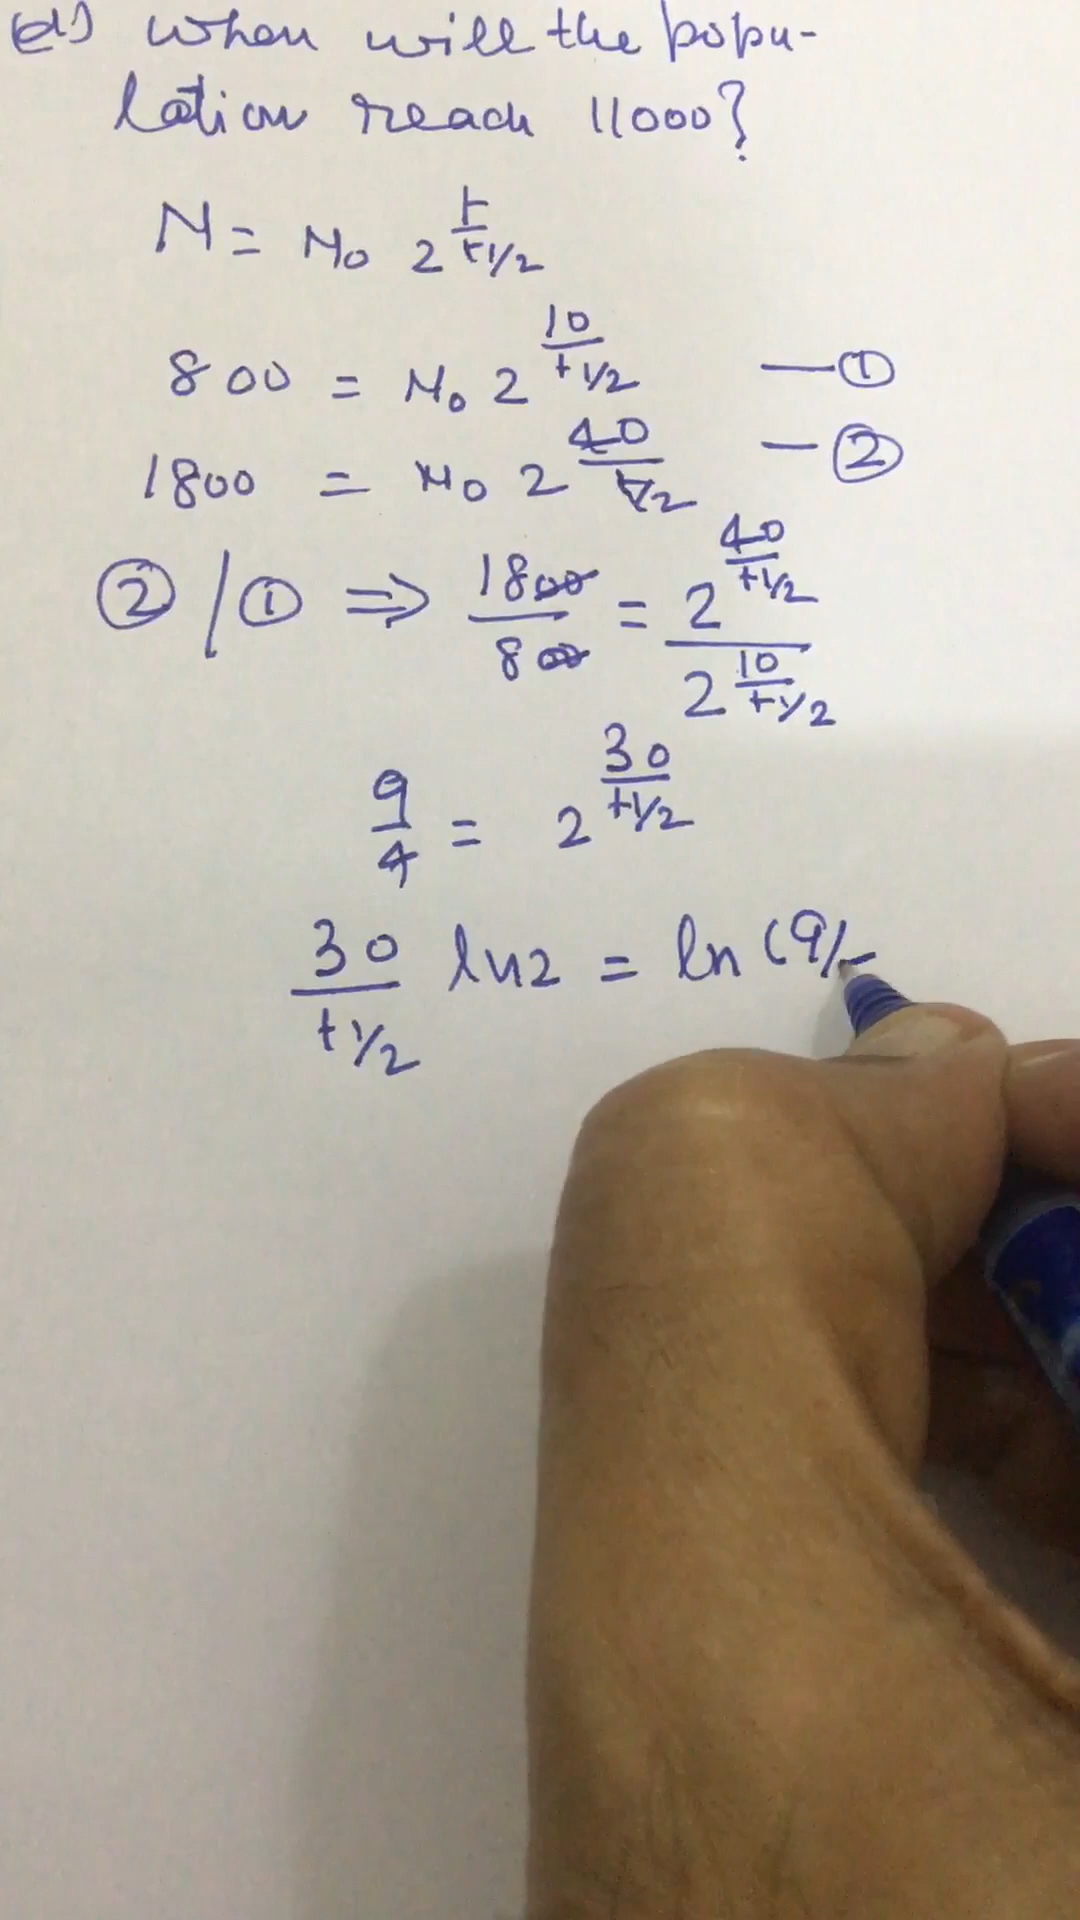 (d) When will the popu-
lation reach 11000?
N = N₀ 2^(t/t1/2)
800 = N₀ 2^(10/t1/2) —①
1800 = N₀ 2^(40/t1/2) —②
②/① ⇒ 1800/800 = 2^(40/t1/2) / 2^(10/t1/2)
9/4 = 2^(30/t1/2)
30/t1/2 ln2 = ln(9/